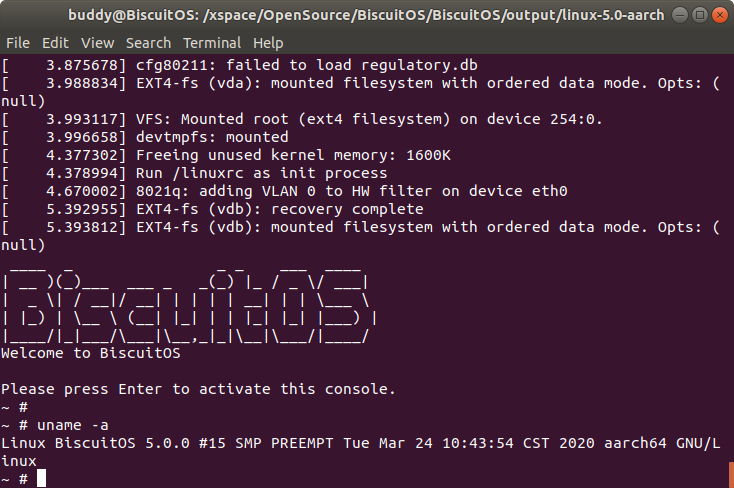 buddy@BiscuitOS: /xspace/OpenSource/BiscuitOS/BiscuitOS/output/linux-5.0-aarch
File Edit View Search Terminal Help
[    3.875678] cfg80211: failed to load regulatory.db
[    3.988834] EXT4-fs (vda): mounted filesystem with ordered data mode. Opts: (
null)
[    3.993117] VFS: Mounted root (ext4 filesystem) on device 254:0.
[    3.996658] devtmpfs: mounted
[    4.377302] Freeing unused kernel memory: 1600K
[    4.378994] Run /linuxrc as init process
[    4.670002] 8021q: adding VLAN 0 to HW filter on device eth0
[    5.392955] EXT4-fs (vdb): recovery complete
[    5.393812] EXT4-fs (vdb): mounted filesystem with ordered data mode. Opts: (
null)
BiscuitOS
Welcome to BiscuitOS
Please press Enter to activate this console.
~ #
~ # uname -a
Linux BiscuitOS 5.0.0 #15 SMP PREEMPT Tue Mar 24 10:43:54 CST 2020 aarch64 GNU/L
inux
~ #